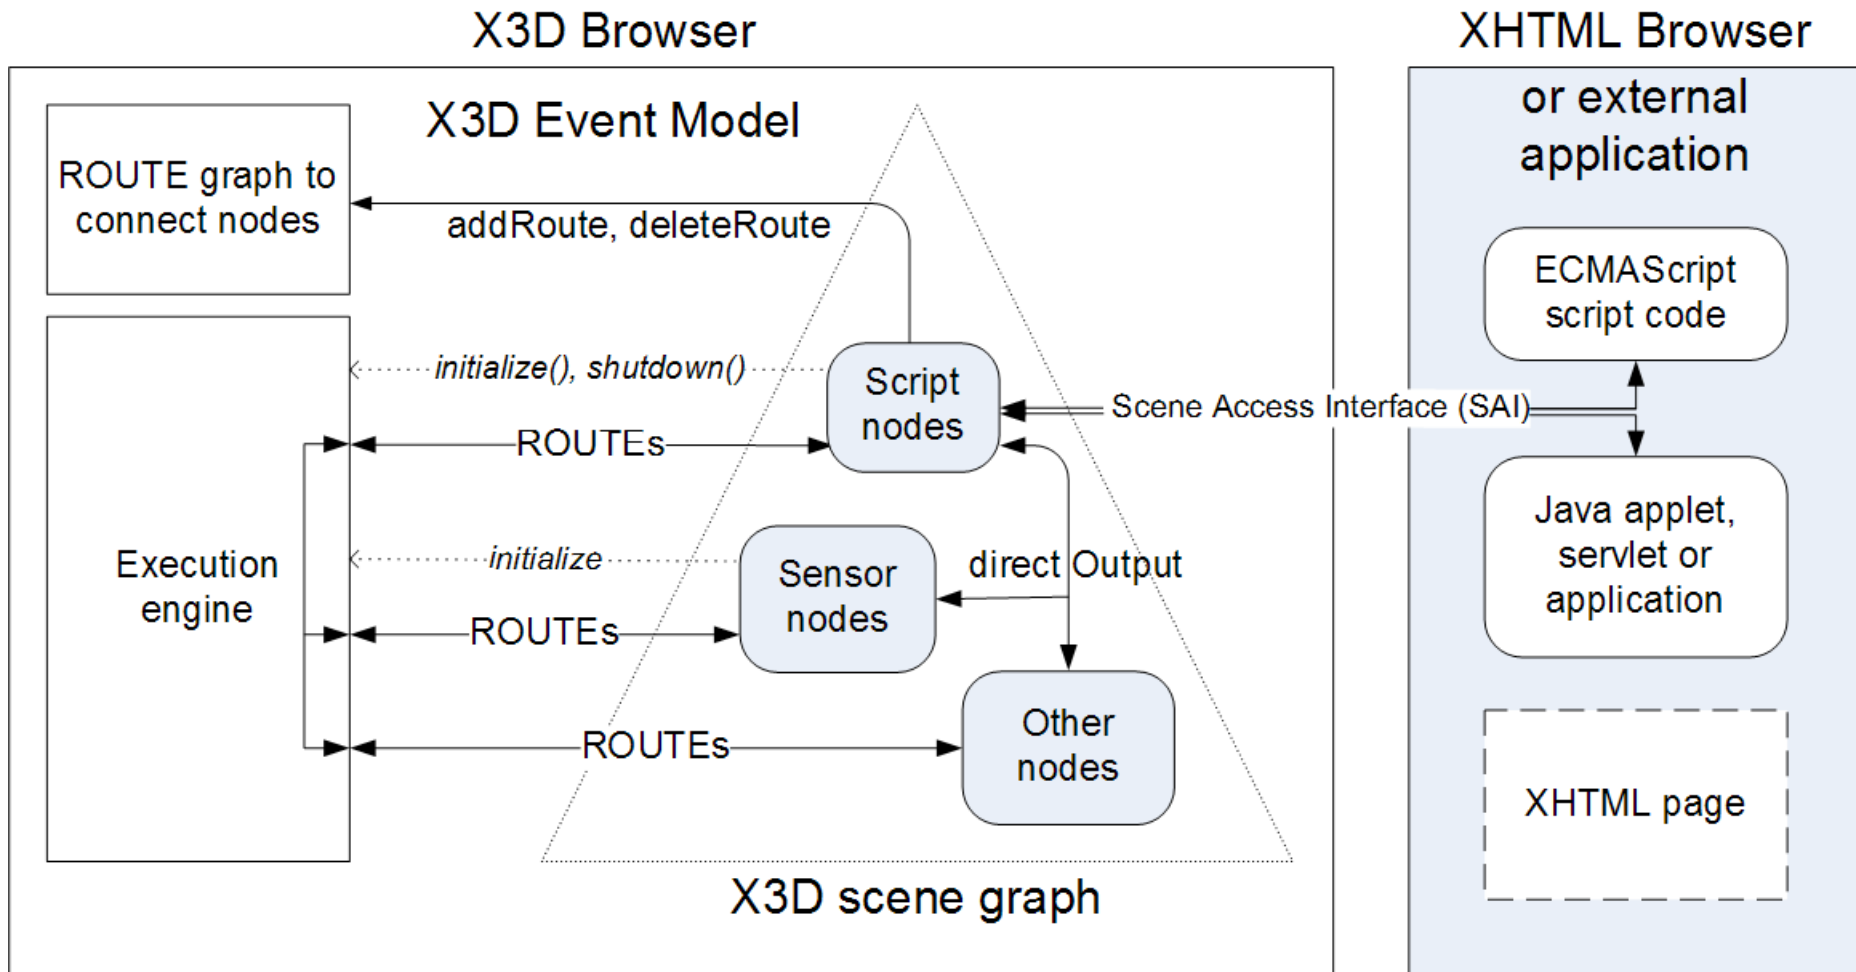 X3D Browser
XHTML Browser
or external
application
X3D Event Model
ROUTE graph to
connect nodes
addRoute, deleteRoute
ECMAScript
script code
initialize(), shutdown()
Script
nodes
Scene Access Interface (SAI)
ROUTEs
Java applet,
servlet or
application
Execution
engine
initialize
Sensor
nodes
direct Output
ROUTEs
Other
nodes
ROUTEs
XHTML page
X3D scene graph